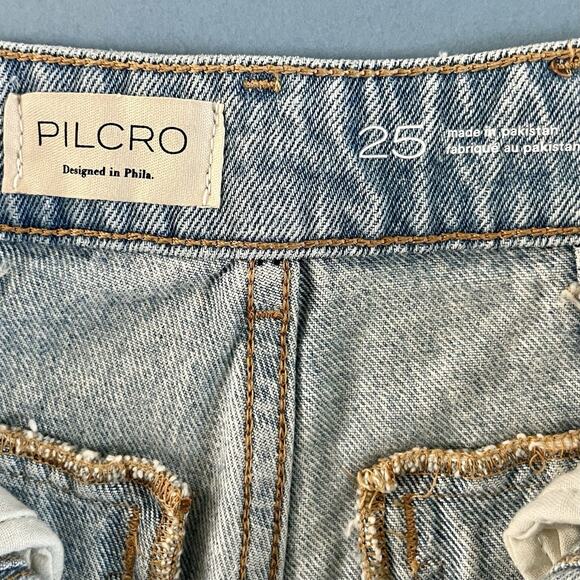 PILCRO
Designed in Phila.
25
made in pakistan
fabriqué au pakistan